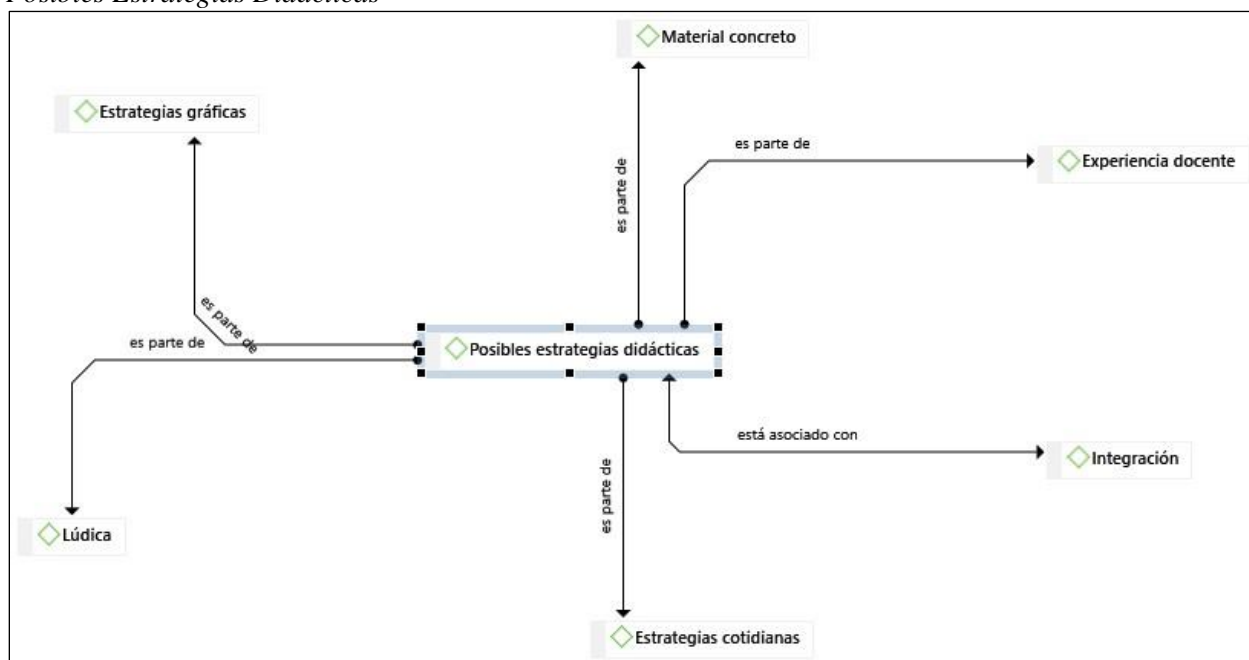 Posibles Estrategias Didácticas
Material concreto
Estrategias gráficas
es parte de
Experiencia docente
es parte de
es parte de
es parte de
Posibles estrategias didácticas
está asociado con
Integración
es parte de
Lúdica
Estrategias cotidianas